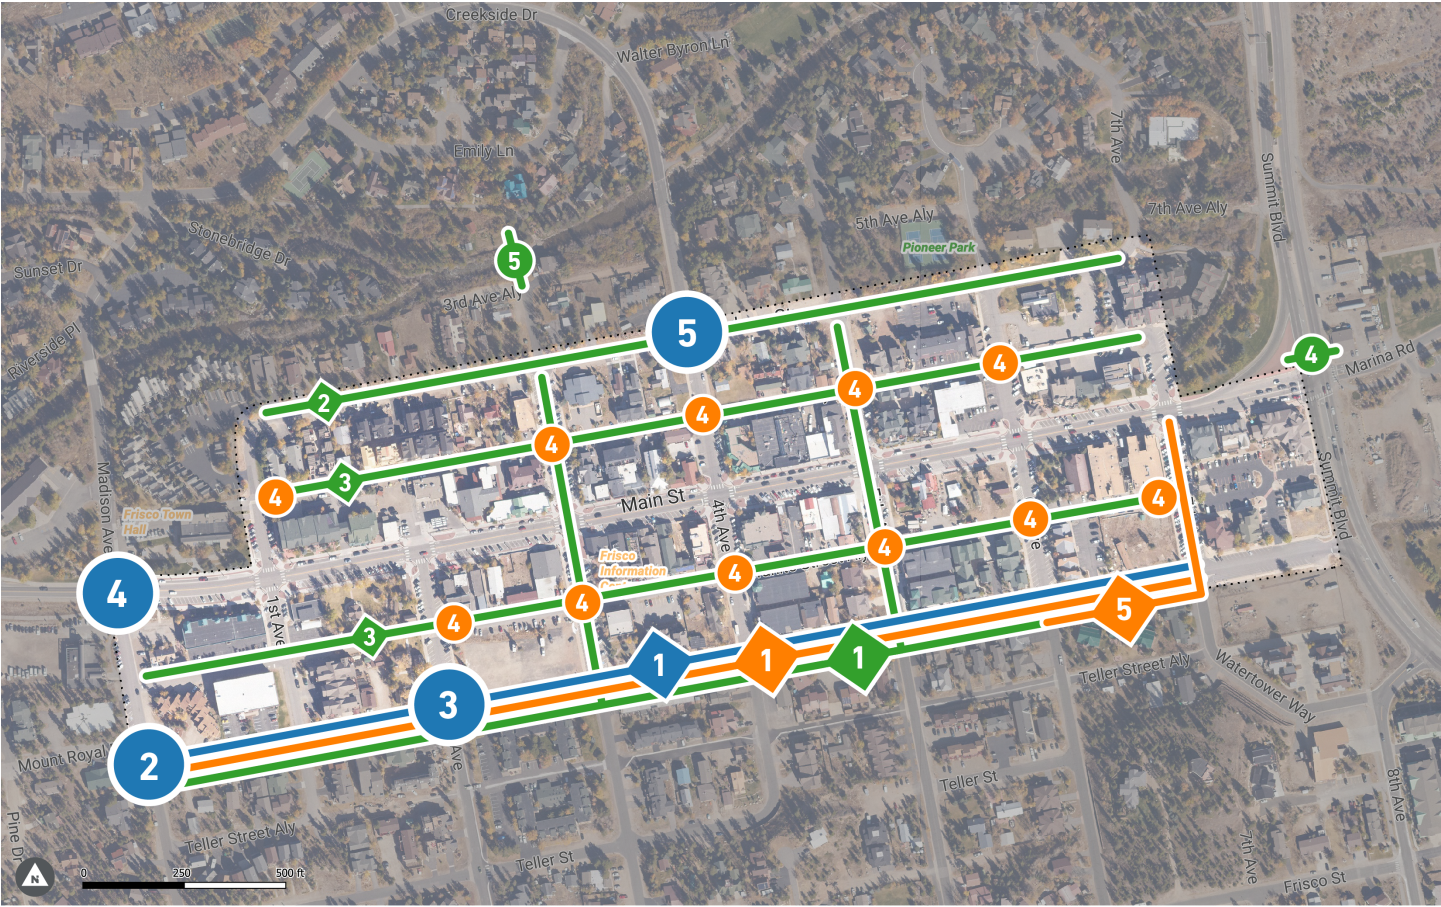 Creekside Dr
Walter Byron Ln
7th Ave
Emily Ln
Summit Blvd
7th Ave Aly
5th Ave Aly
Pioneer Park
Stonebridge Dr
Sunset Dr
5
3rd Ave Aly
5
Riverside Pl
4
Marina Rd
4
4
2
4
4
3
4
Main St
4
4
Madison Ave
Frisco Town
Hall
4th Ave
4
Summit Blvd
4
Frisco
Information
4
4
4
4
1st Ave
5
3
1
1
1
Teller Street Aly
Watertower Way
3
2
Mount Royal
Ave
Teller St
8th Ave
Pine Dr
Teller Street Aly
7th Ave
Teller St
N
0
250
500 ft
Frisco St